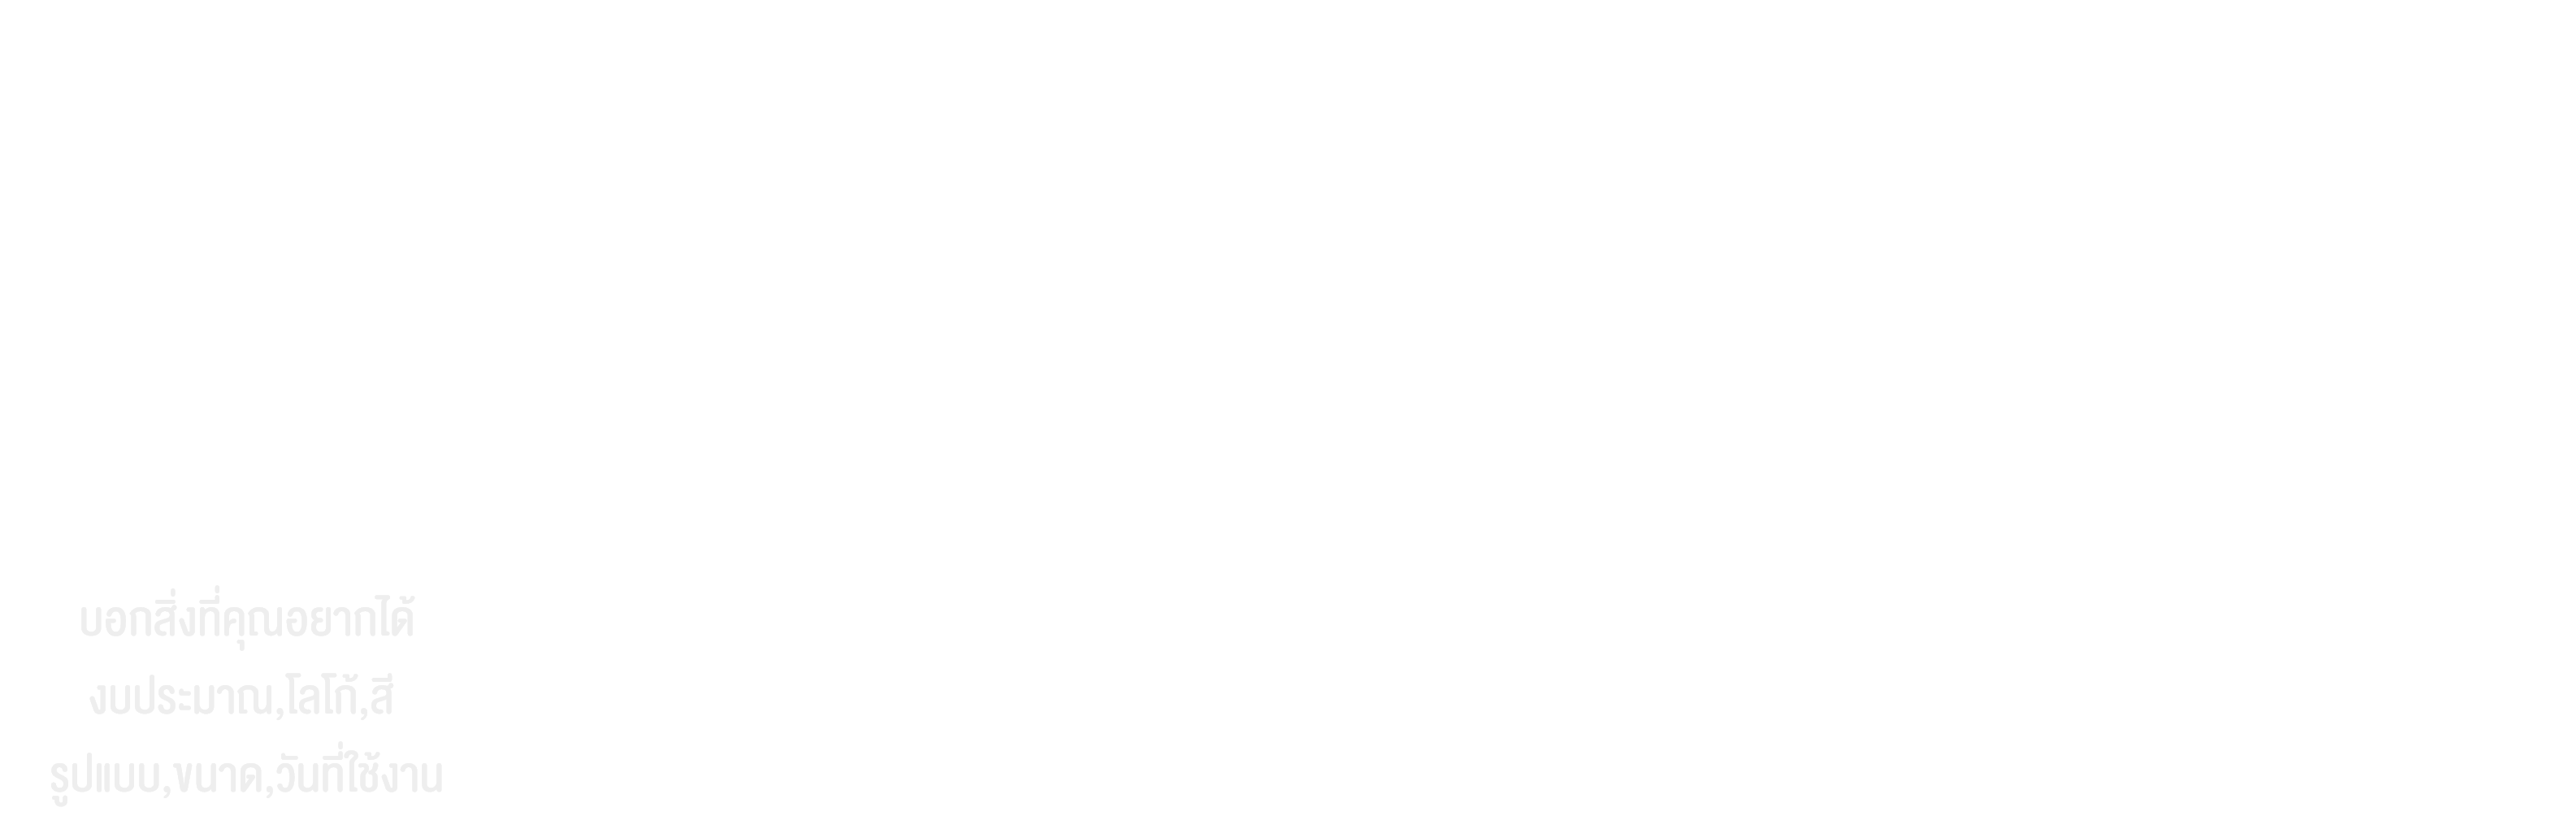 บอกสิ่งที่คุณอยากได้
งบประมาณ,โลโก้,สี
รูปแบบ,ขนาด,วันที่ใช้งาน